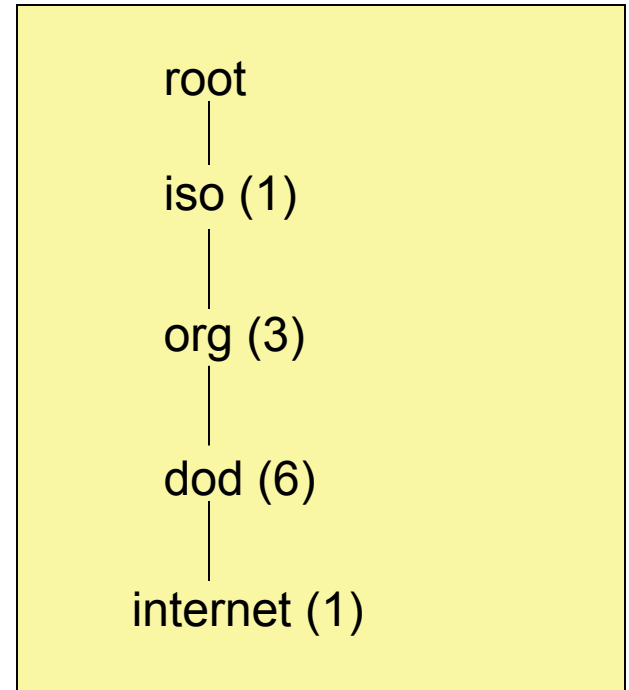 root
iso (1)
org (3)
dod (6)
internet (1)